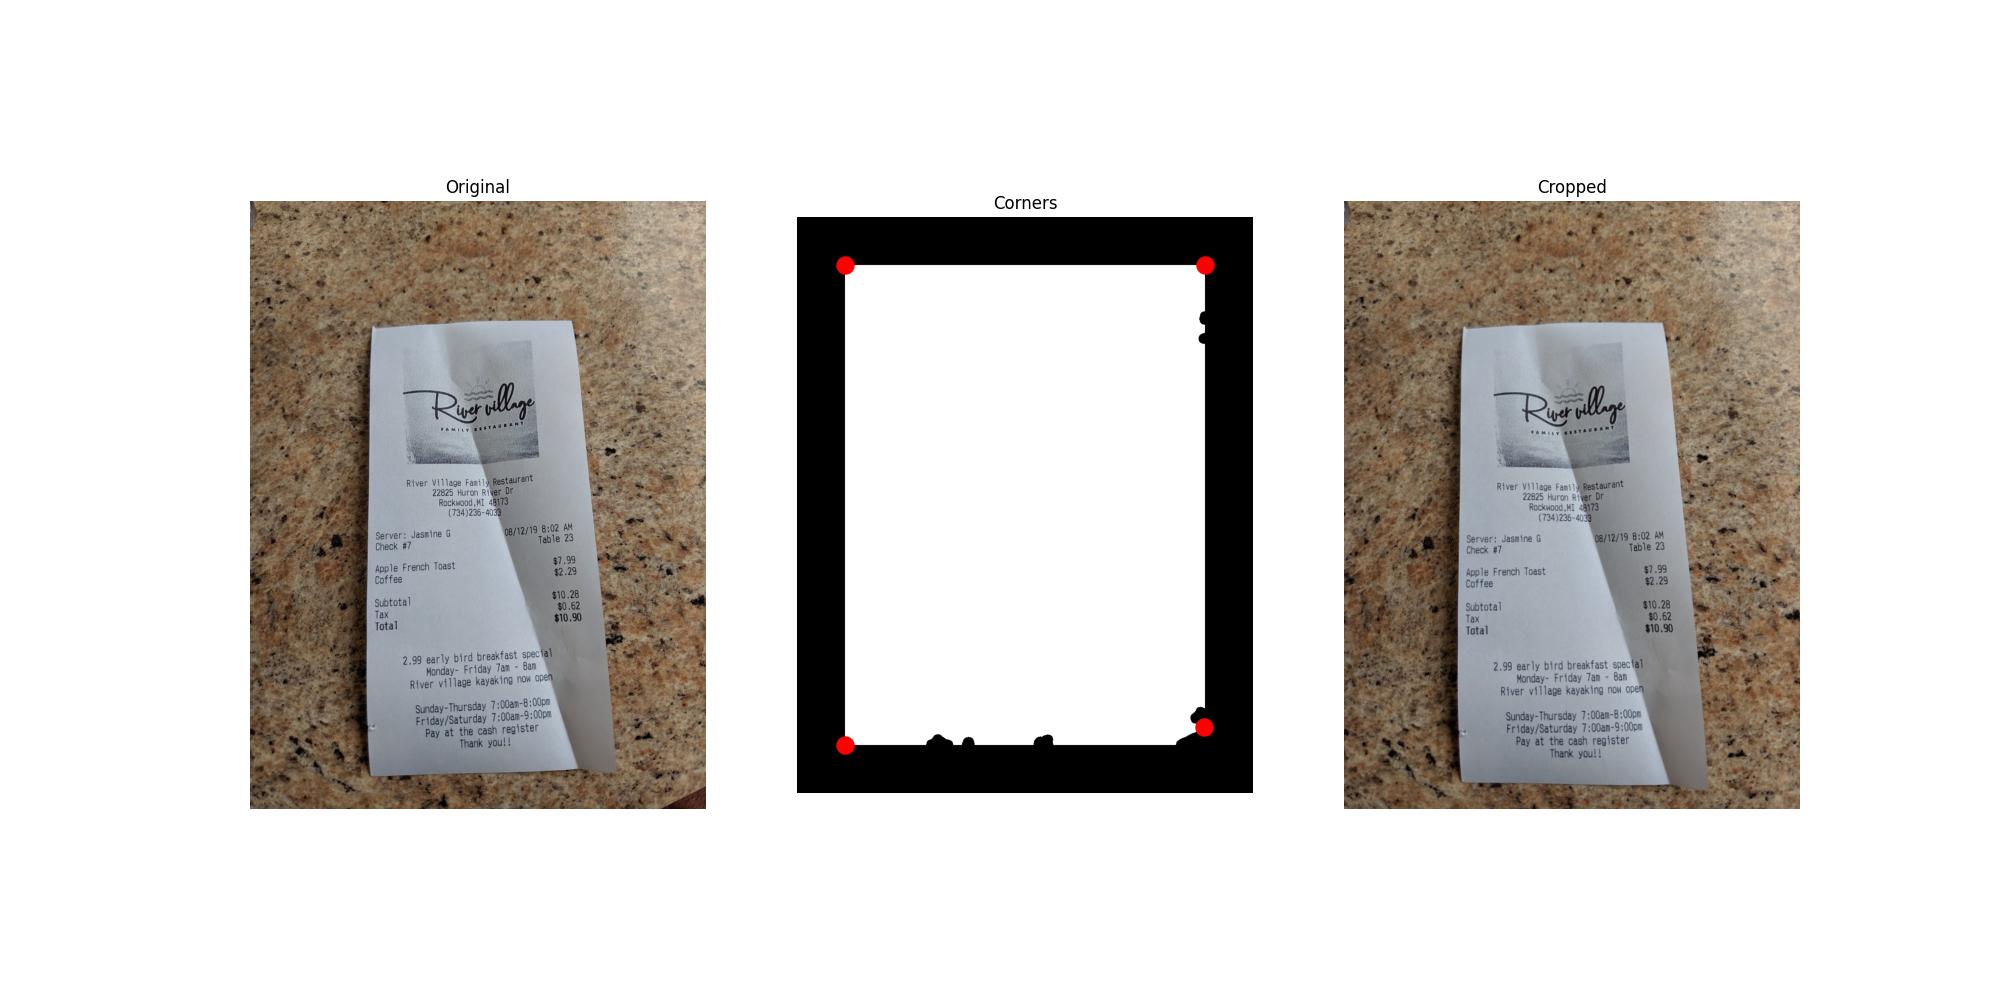 Original
River village
FAMILY RESTAURANT
River Village Family Restaurant
22825 Huron River Dr
Rockwood,MI 48173
(734)236-4033
Server: Jasmine G 08/12/19 8:02 AM
Check #7 Table 23
Apple French Toast $7.99
Coffee $2.29
Subtotal $10.28
Tax $0.62
Total $10.90
2.99 early bird breakfast special
Monday- Friday 7am - 8am
River village kayaking now open
Sunday-Thursday 7:00am-8:00pm
Friday/Saturday 7:00am-9:00pm
Pay at the cash register
Thank you!!
Corners
Cropped
River village
FAMILY RESTAURANT
River Village Family Restaurant
22825 Huron River Dr
Rockwood,MI 48173
(734)236-4033
Server: Jasmine G 08/12/19 8:02 AM
Check #7 Table 23
Apple French Toast $7.99
Coffee $2.29
Subtotal $10.28
Tax $0.62
Total $10.90
2.99 early bird breakfast special
Monday- Friday 7am - 8am
River village kayaking now open
Sunday-Thursday 7:00am-8:00pm
Friday/Saturday 7:00am-9:00pm
Pay at the cash register
Thank you!!